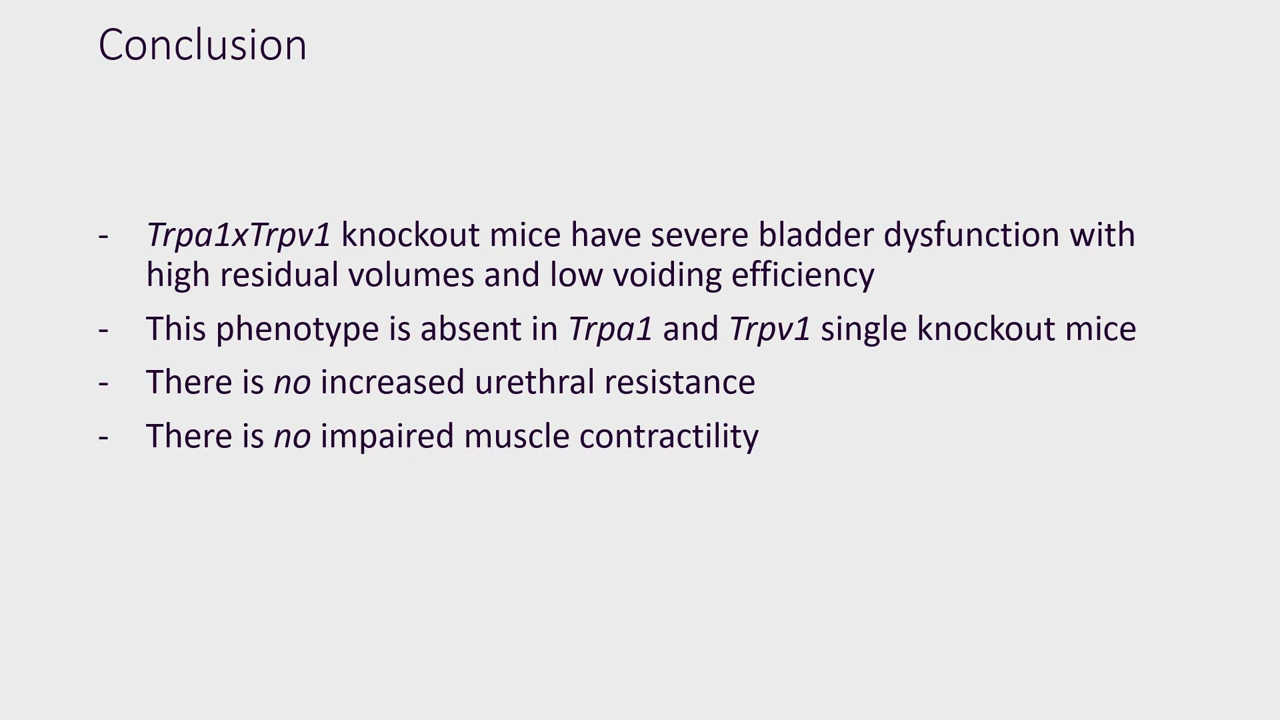 Conclusion
- Trpa1xTrpv1 knockout mice have severe bladder dysfunction with
high residual volumes and low voiding efficiency
- This phenotype is absent in Trpa1 and Trpv1 single knockout mice
- There is no increased urethral resistance
- There is no impaired muscle contractility